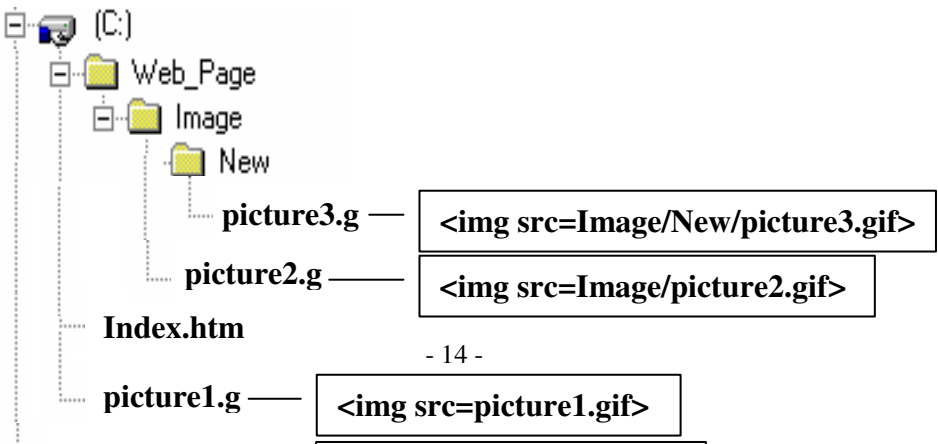 (C:)
Web_Page
Image
New
picture3.g <img src=Image/New/picture3.gif>
picture2.g <img src=Image/picture2.gif>
Index.htm
- 14 -
picture1.g <img src=picture1.gif>